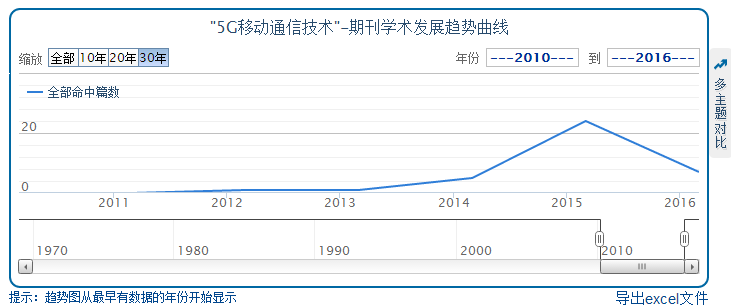 "5G移动通信技术"-期刊学术发展趋势曲线
缩放 全部 10年 20年 30年 年份 ---2010--- 到 ---2016---
全部命中篇数
20
0
2011 2012 2013 2014 2015 2016
1970 1980 1990 2000 2010
多主题对比
提示：趋势图从最早有数据的年份开始显示
导出excel文件